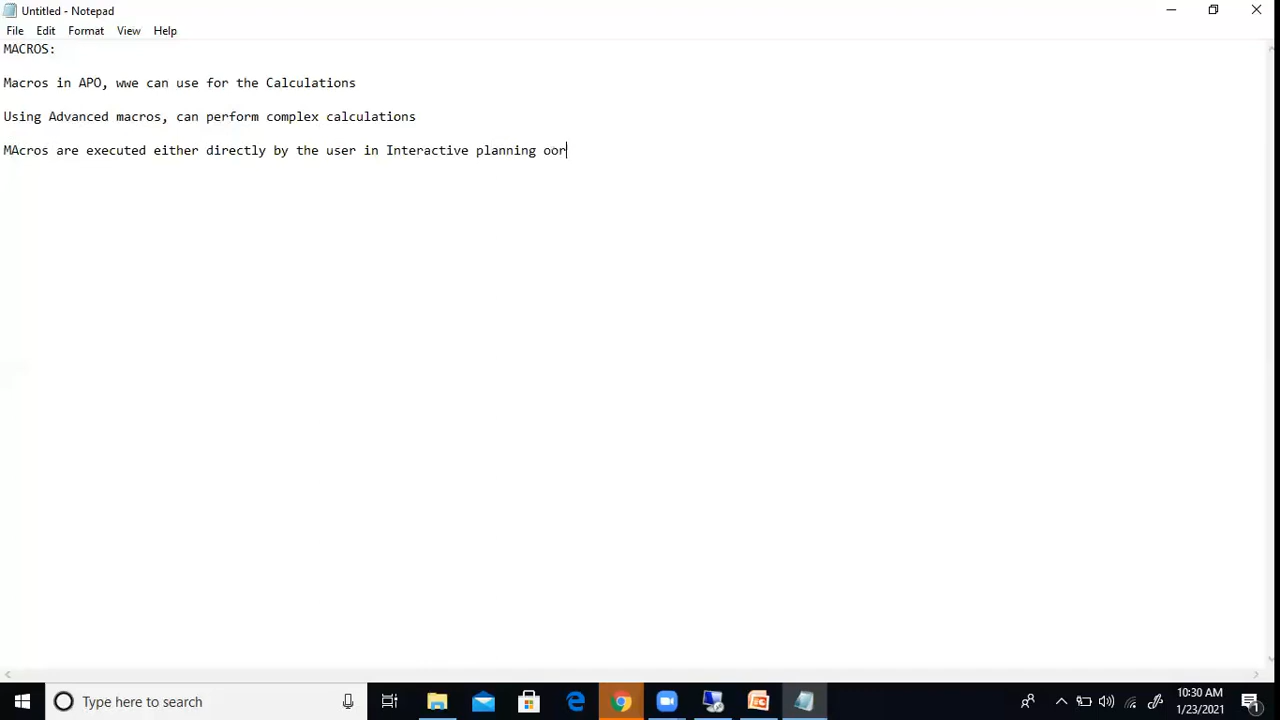 Untitled - Notepad
File Edit Format View Help
MACROS:
Macros in APO, wwe can use for the Calculations
Using Advanced macros, can perform complex calculations
MAcros are executed either directly by the user in Interactive planning oor
Type here to search
10:30 AM
1/23/2021
1